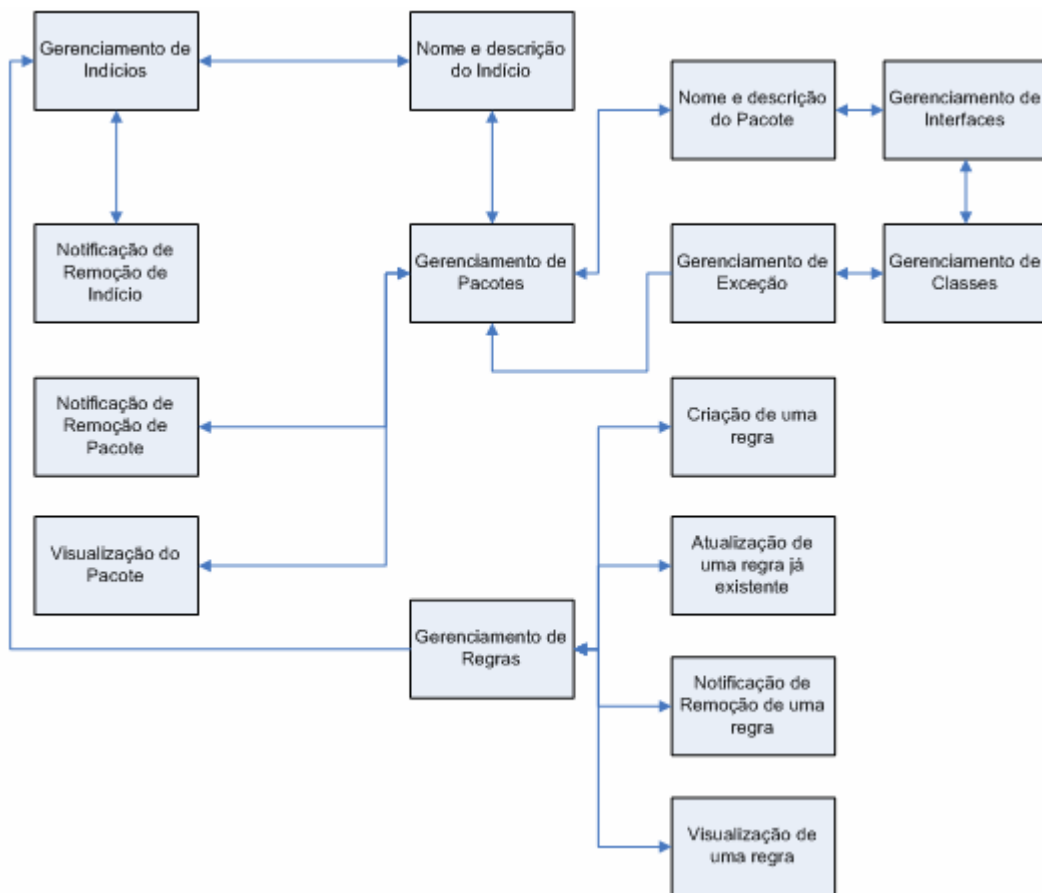 Gerenciamento de
Indícios
Nome e descrição
do Indício
Nome e descrição
do Pacote
Gerenciamento de
Interfaces
Notificação de
Remoção de
Indício
Gerenciamento de
Pacotes
Gerenciamento de
Exceção
Gerenciamento de
Classes
Notificação de
Remoção de
Pacote
Criação de uma
regra
Visualização do
Pacote
Atualização de
uma regra já
existente
Gerenciamento de
Regras
Notificação de
Remoção de uma
regra
Visualização de
uma regra